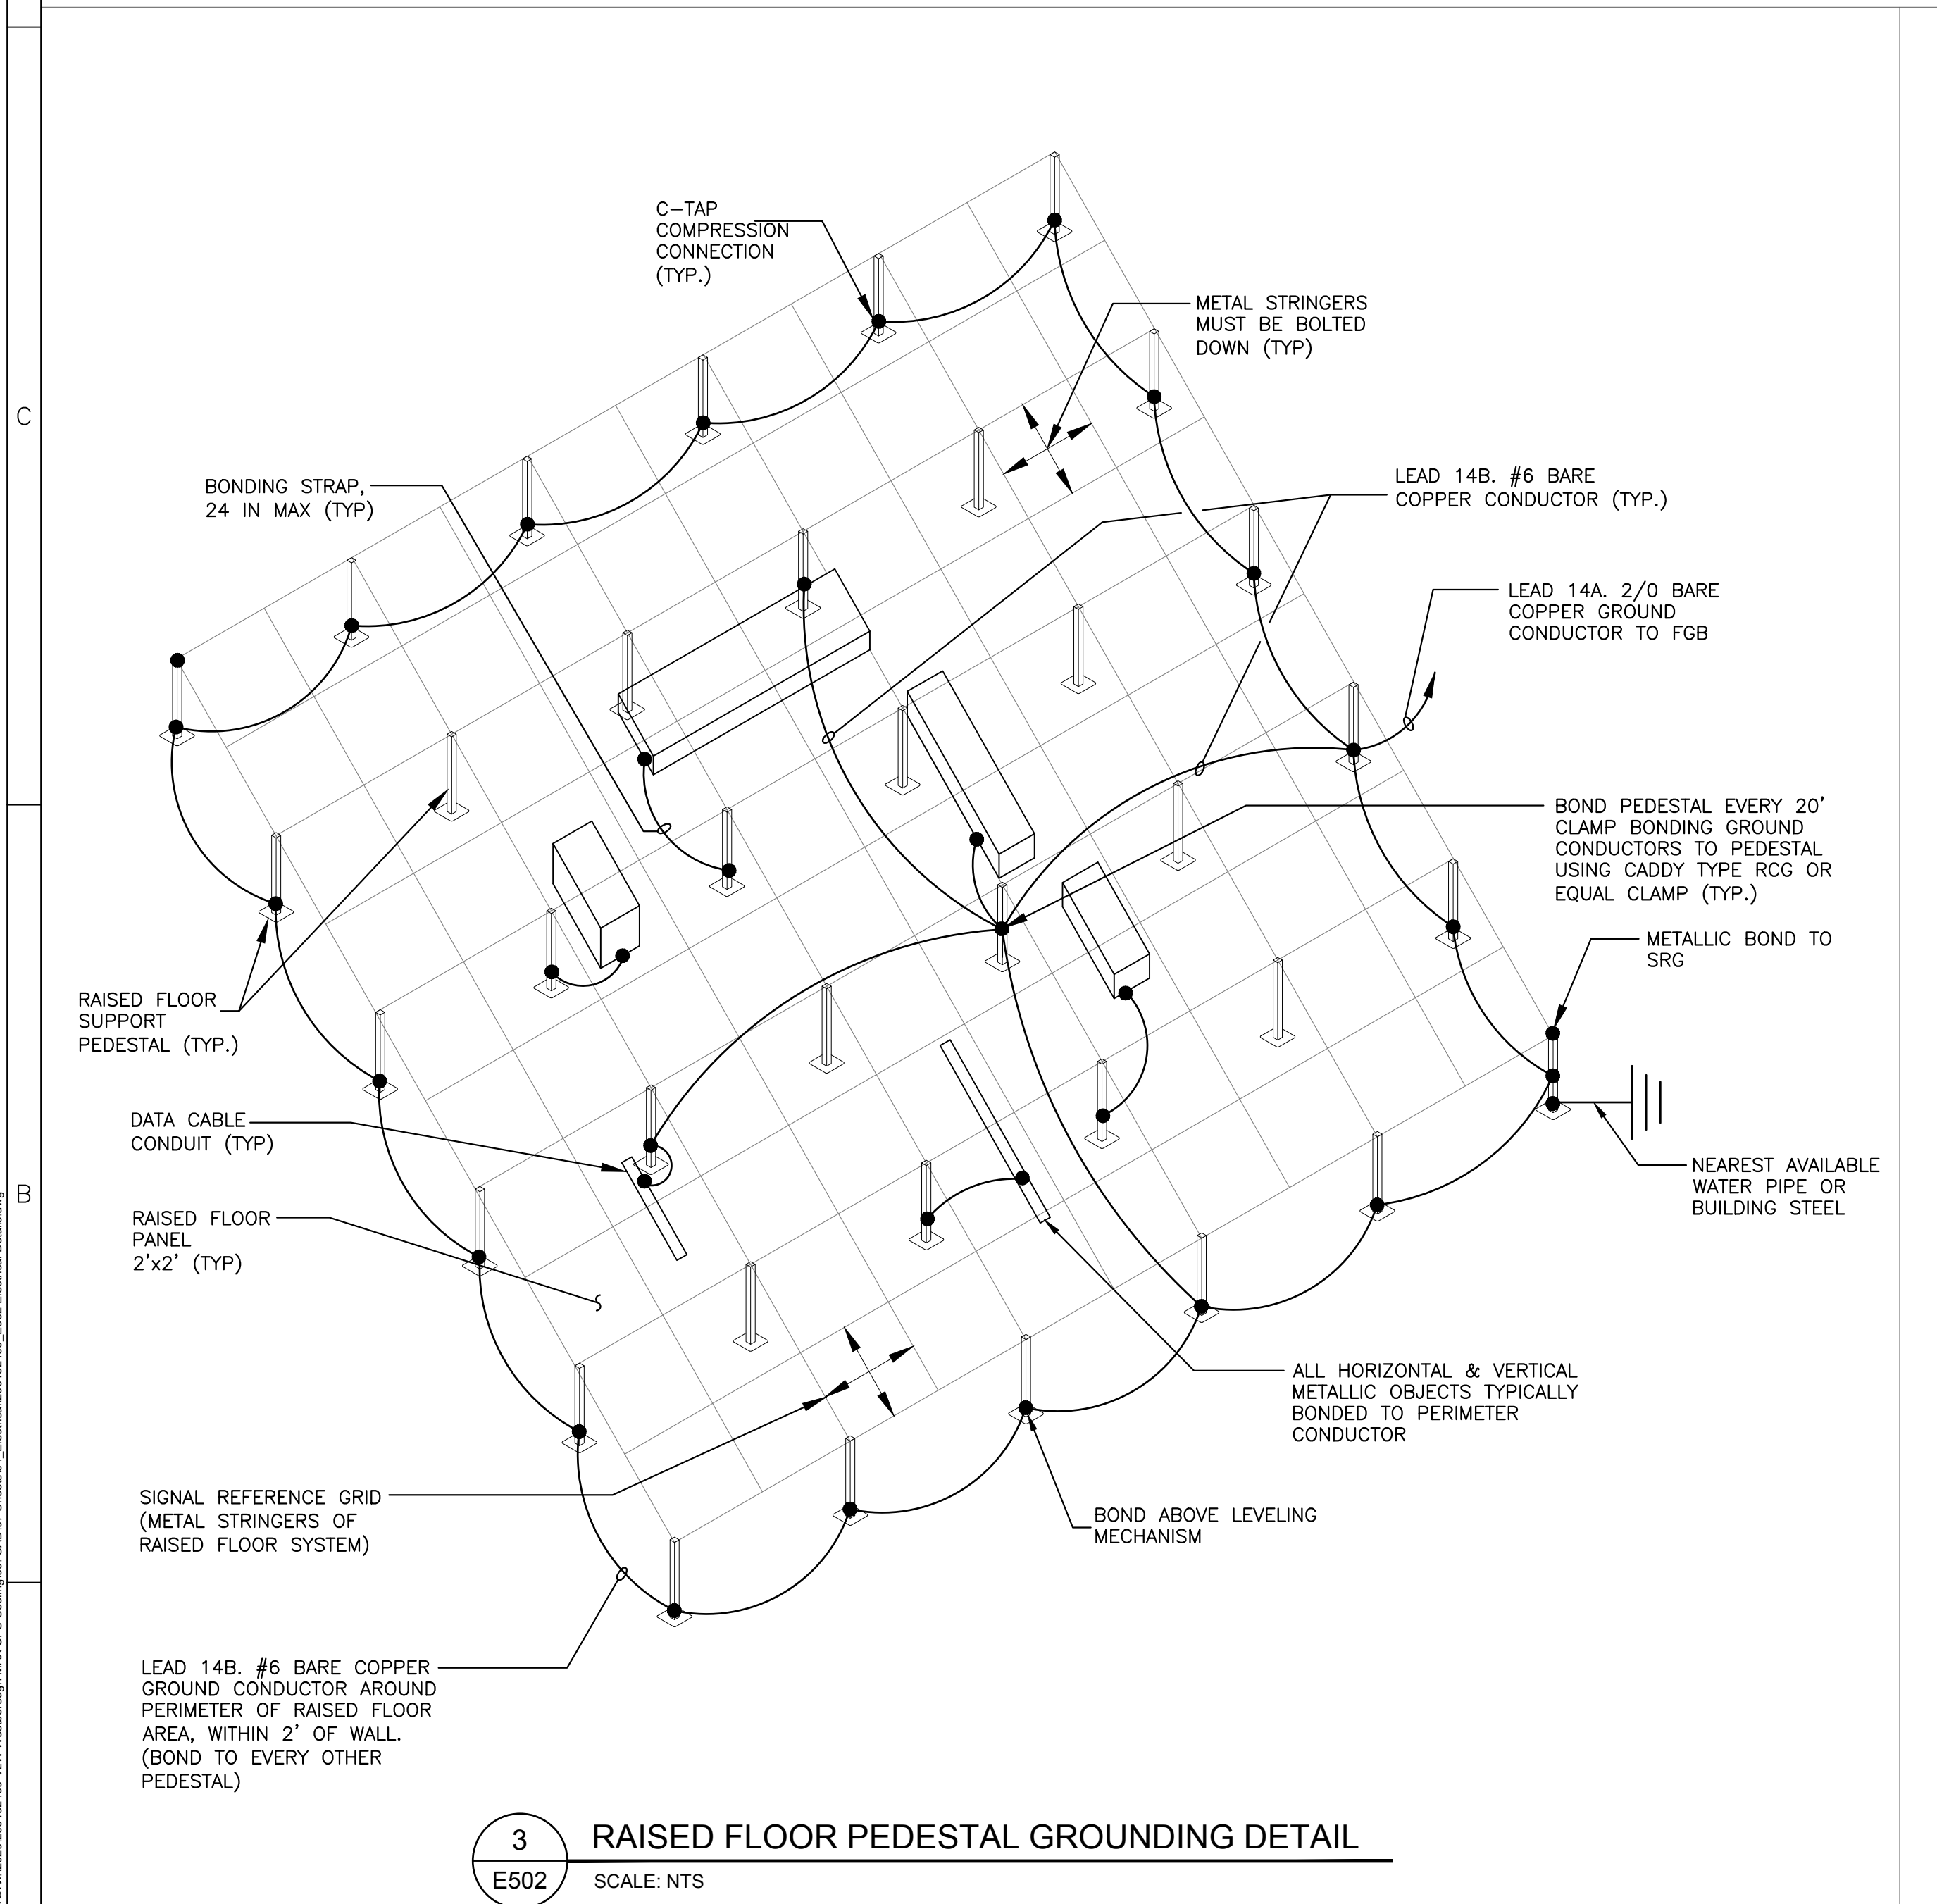 C-TAP
COMPRESSION
CONNECTION
(TYP.)
METAL STRINGERS
MUST BE BOLTED
DOWN (TYP)
C
BONDING STRAP,
24 IN MAX (TYP)
LEAD 14B. #6 BARE
COPPER CONDUCTOR (TYP.)
LEAD 14A. 2/0 BARE
COPPER GROUND
CONDUCTOR TO FGB
BOND PEDESTAL EVERY 20'
CLAMP BONDING GROUND
CONDUCTORS TO PEDESTAL
USING CADDY TYPE RCG OR
EQUAL CLAMP (TYP.)
METALLIC BOND TO
SRG
RAISED FLOOR
SUPPORT
PEDESTAL (TYP.)
DATA CABLE
CONDUIT (TYP)
NEAREST AVAILABLE
WATER PIPE OR
BUILDING STEEL
B
RAISED FLOOR
PANEL
2'x2' (TYP)
ALL HORIZONTAL & VERTICAL
METALLIC OBJECTS TYPICALLY
BONDED TO PERIMETER
CONDUCTOR
SIGNAL REFERENCE GRID
(METAL STRINGERS OF
RAISED FLOOR SYSTEM)
BOND ABOVE LEVELING
MECHANISM
LEAD 14B. #6 BARE COPPER
GROUND CONDUCTOR AROUND
PERIMETER OF RAISED FLOOR
AREA, WITHIN 2' OF WALL.
(BOND TO EVERY OTHER
PEDESTAL)
3
E502
RAISED FLOOR PEDESTAL GROUNDING DETAIL
SCALE: NTS